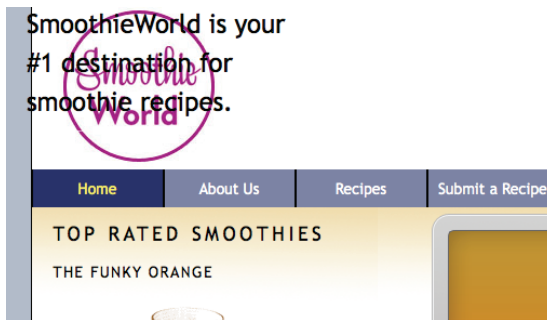 SmoothieWorld is your
#1 destination for
smoothie recipes.
Smoothie
World
Home
About Us
Recipes
Submit a Recipe
TOP RATED SMOOTHIES
THE FUNKY ORANGE